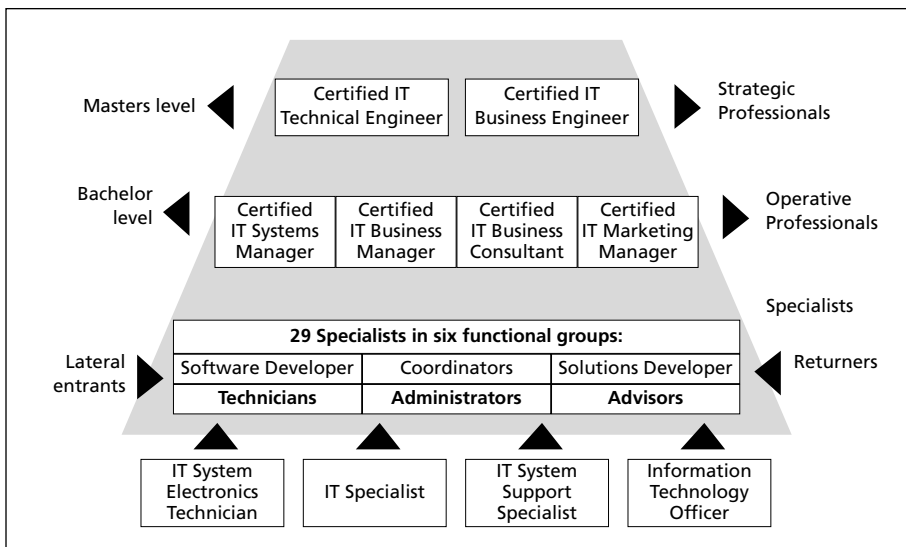 Masters level
Certified IT
Technical Engineer
Certified IT
Business Engineer
Strategic
Professionals
Bachelor
level
Certified
IT Systems
Manager
Certified
IT Business
Manager
Certified
IT Business
Consultant
Certified
IT Marketing
Manager
Operative
Professionals
Specialists
29 Specialists in six functional groups:
Lateral
entrants
Software Developer
Coordinators
Solutions Developer
Technicians
Administrators
Advisors
Returners
IT System
Electronics
Technician
IT Specialist
IT System
Support
Specialist
Information
Technology
Officer